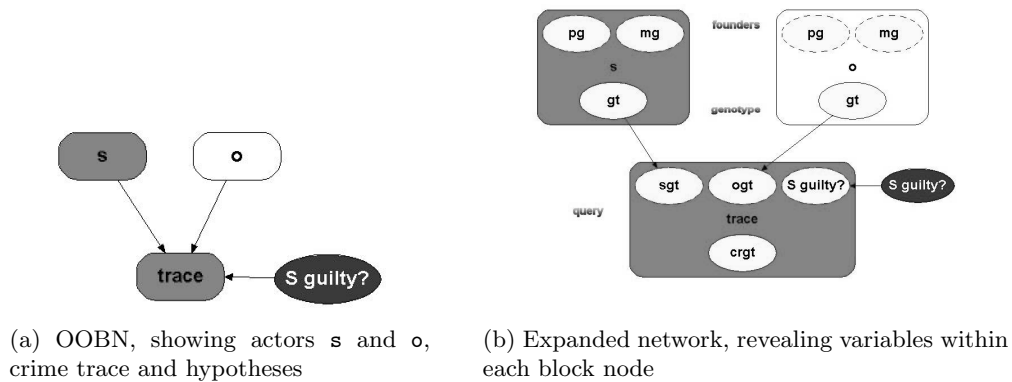 s
o
trace
S guilty?
(a) OOBN, showing actors s and o,
crime trace and hypotheses
founders
pg
mg
pg
mg
s
o
gt
gt
genotype
sgt
ogt
S guilty?
S guilty?
query
trace
crgt
(b) Expanded network, revealing variables within
each block node